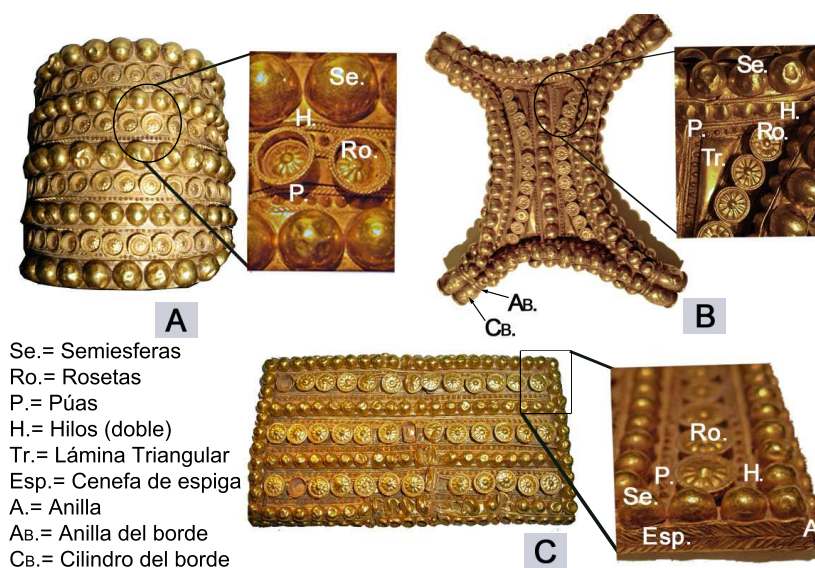 Se.
H.
Ro.
P.
A
Se.
H.
P.
Ro.
Tr.
AB.
CB.
B
Se.= Semiesferas
Ro.= Rosetas
P.= Púas
H.= Hilos (doble)
Tr.= Lámina Triangular
Esp.= Cenefa de espiga
A.= Anilla
AB.= Anilla del borde
CB.= Cilindro del borde
Ro.
P.
H.
Se.
Esp.
A
C